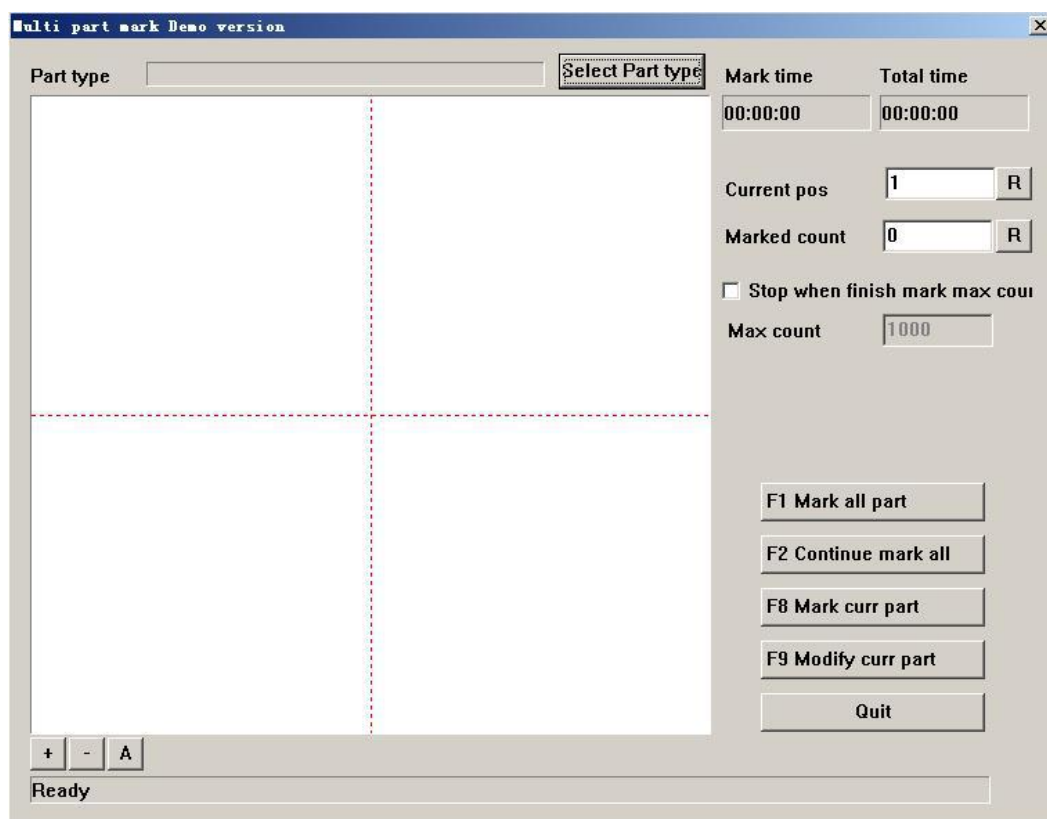 Multi part mark Demo version
Part type
Select Part type
Mark time
Total time
00:00:00
00:00:00
Current pos
1
R
Marked count
0
R
Stop when finish mark max
Max count
1000
F1 Mark all part
F2 Continue mark all
F8 Mark curr part
F9 Modify curr part
Quit
+
-
A
Ready